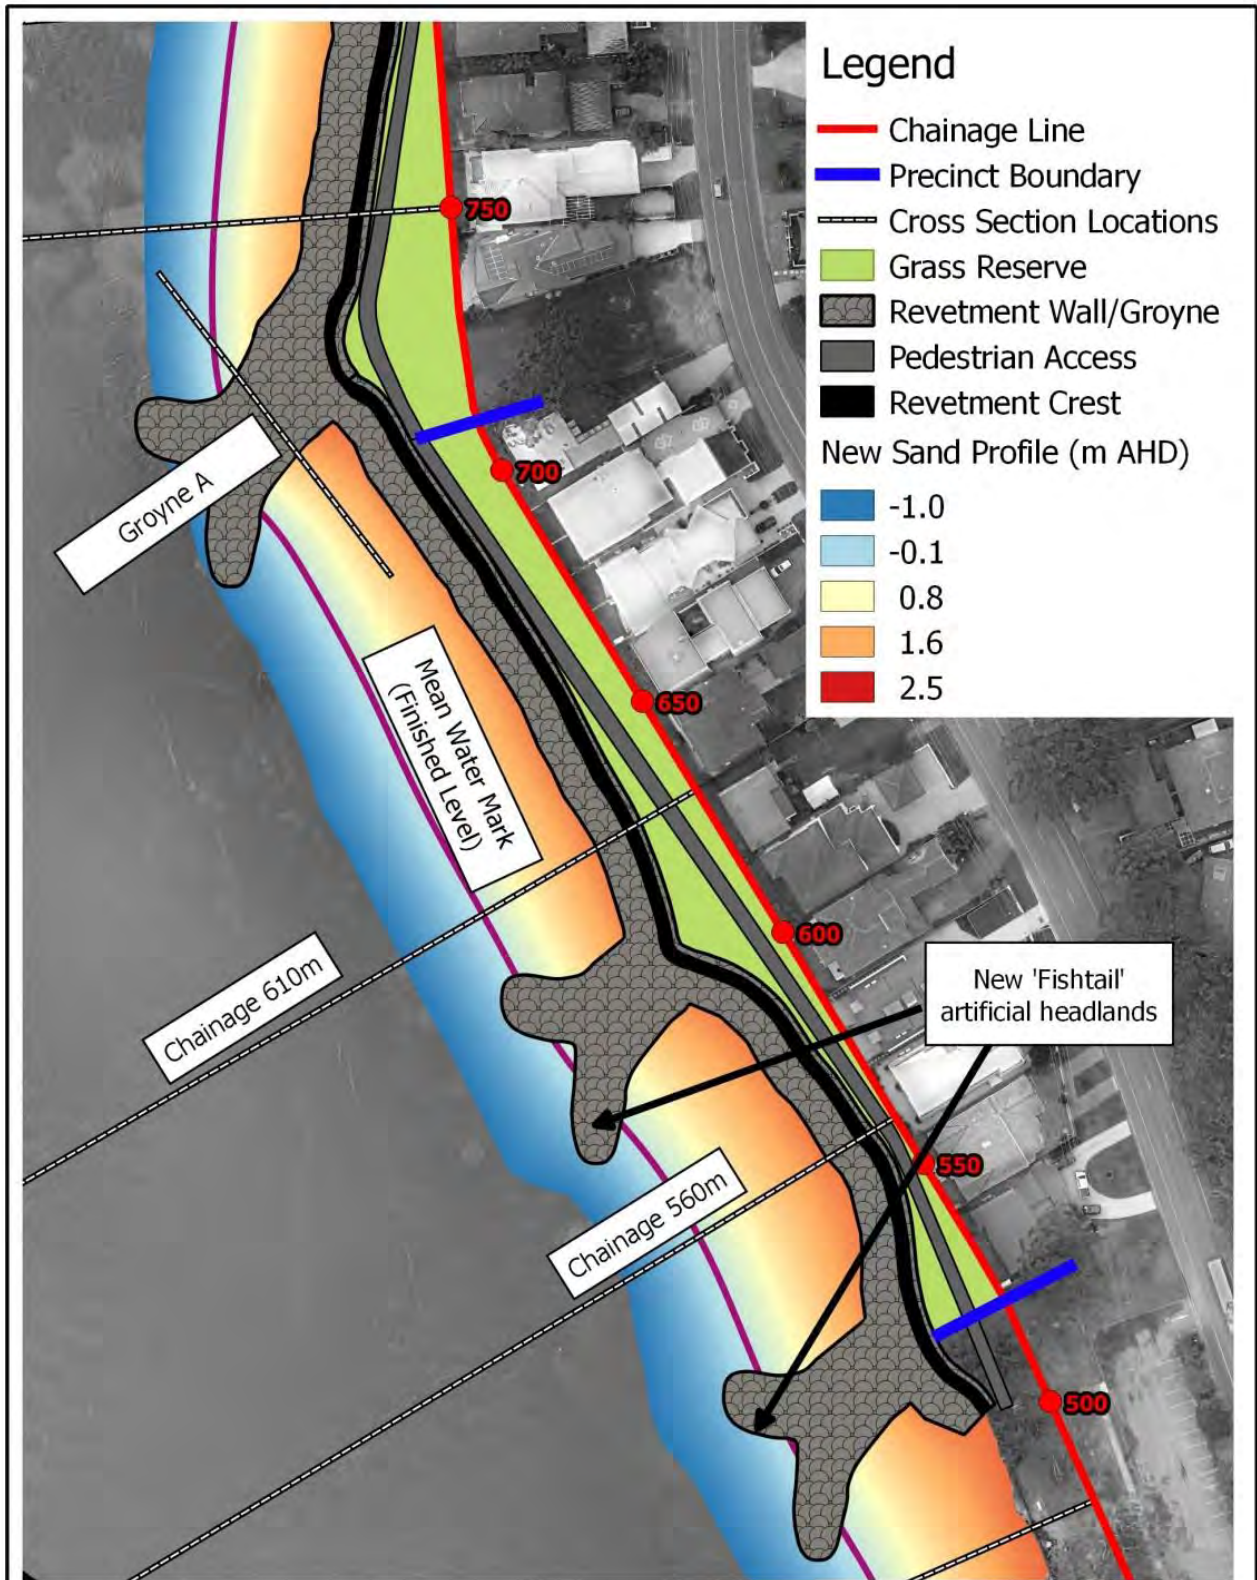 Legend
Chainage Line
Precinct Boundary
Cross Section Locations
Grass Reserve
Revetment Wall/Groyne
Pedestrian Access
Revetment Crest
New Sand Profile (m AHD)
-1.0
-0.1
0.8
1.6
2.5
750
700
Groyne A
650
Mean Water Mark
(Finished Level)
600
Chainage 610m
New 'Fishtail'
artificial headlands
550
Chainage 560m
500